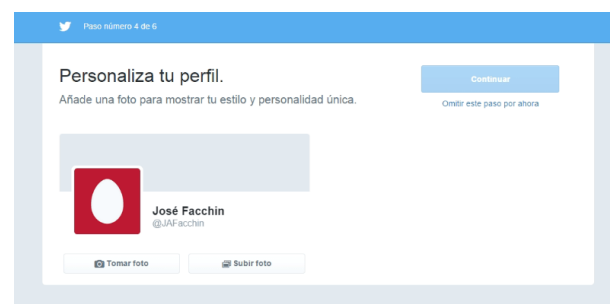 Paso número 4 de 6
Personaliza tu perfil.
Continuar
Añade una foto para mostrar tu estilo y personalidad única.
Omitir este paso por ahora
José Facchin
@JAFacchin
Tomar foto
Subir foto